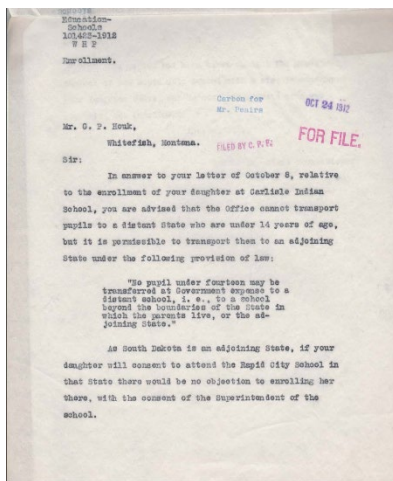 Education-
Schools
101423-1912
W H P
Enrollment.
Carbon for
Mr. Peairs
OCT 24 1912
FOR FILE.
FILED BY C. F. F.
Mr. G. P. Houk,
Whitefish, Montana.
Sir:
In answer to your letter of October 8, relative
to the enrollment of your daughter at Carlisle Indian
School, you are advised that the Office cannot transport
pupils to a distant State who are under 14 years of age,
but it is permissible to transport them to an adjoining
State under the following provision of law:
"No pupil under fourteen may be
transferred at Government expense to a
distant school, i. e., to a school
beyond the boundaries of the State in
which the parents live, or the ad-
joining State."
As South Dakota is an adjoining State, if your
daughter will consent to attend the Rapid City School in
that State there would be no objection to enrolling her
there, with the consent of the Superintendent of the
school.